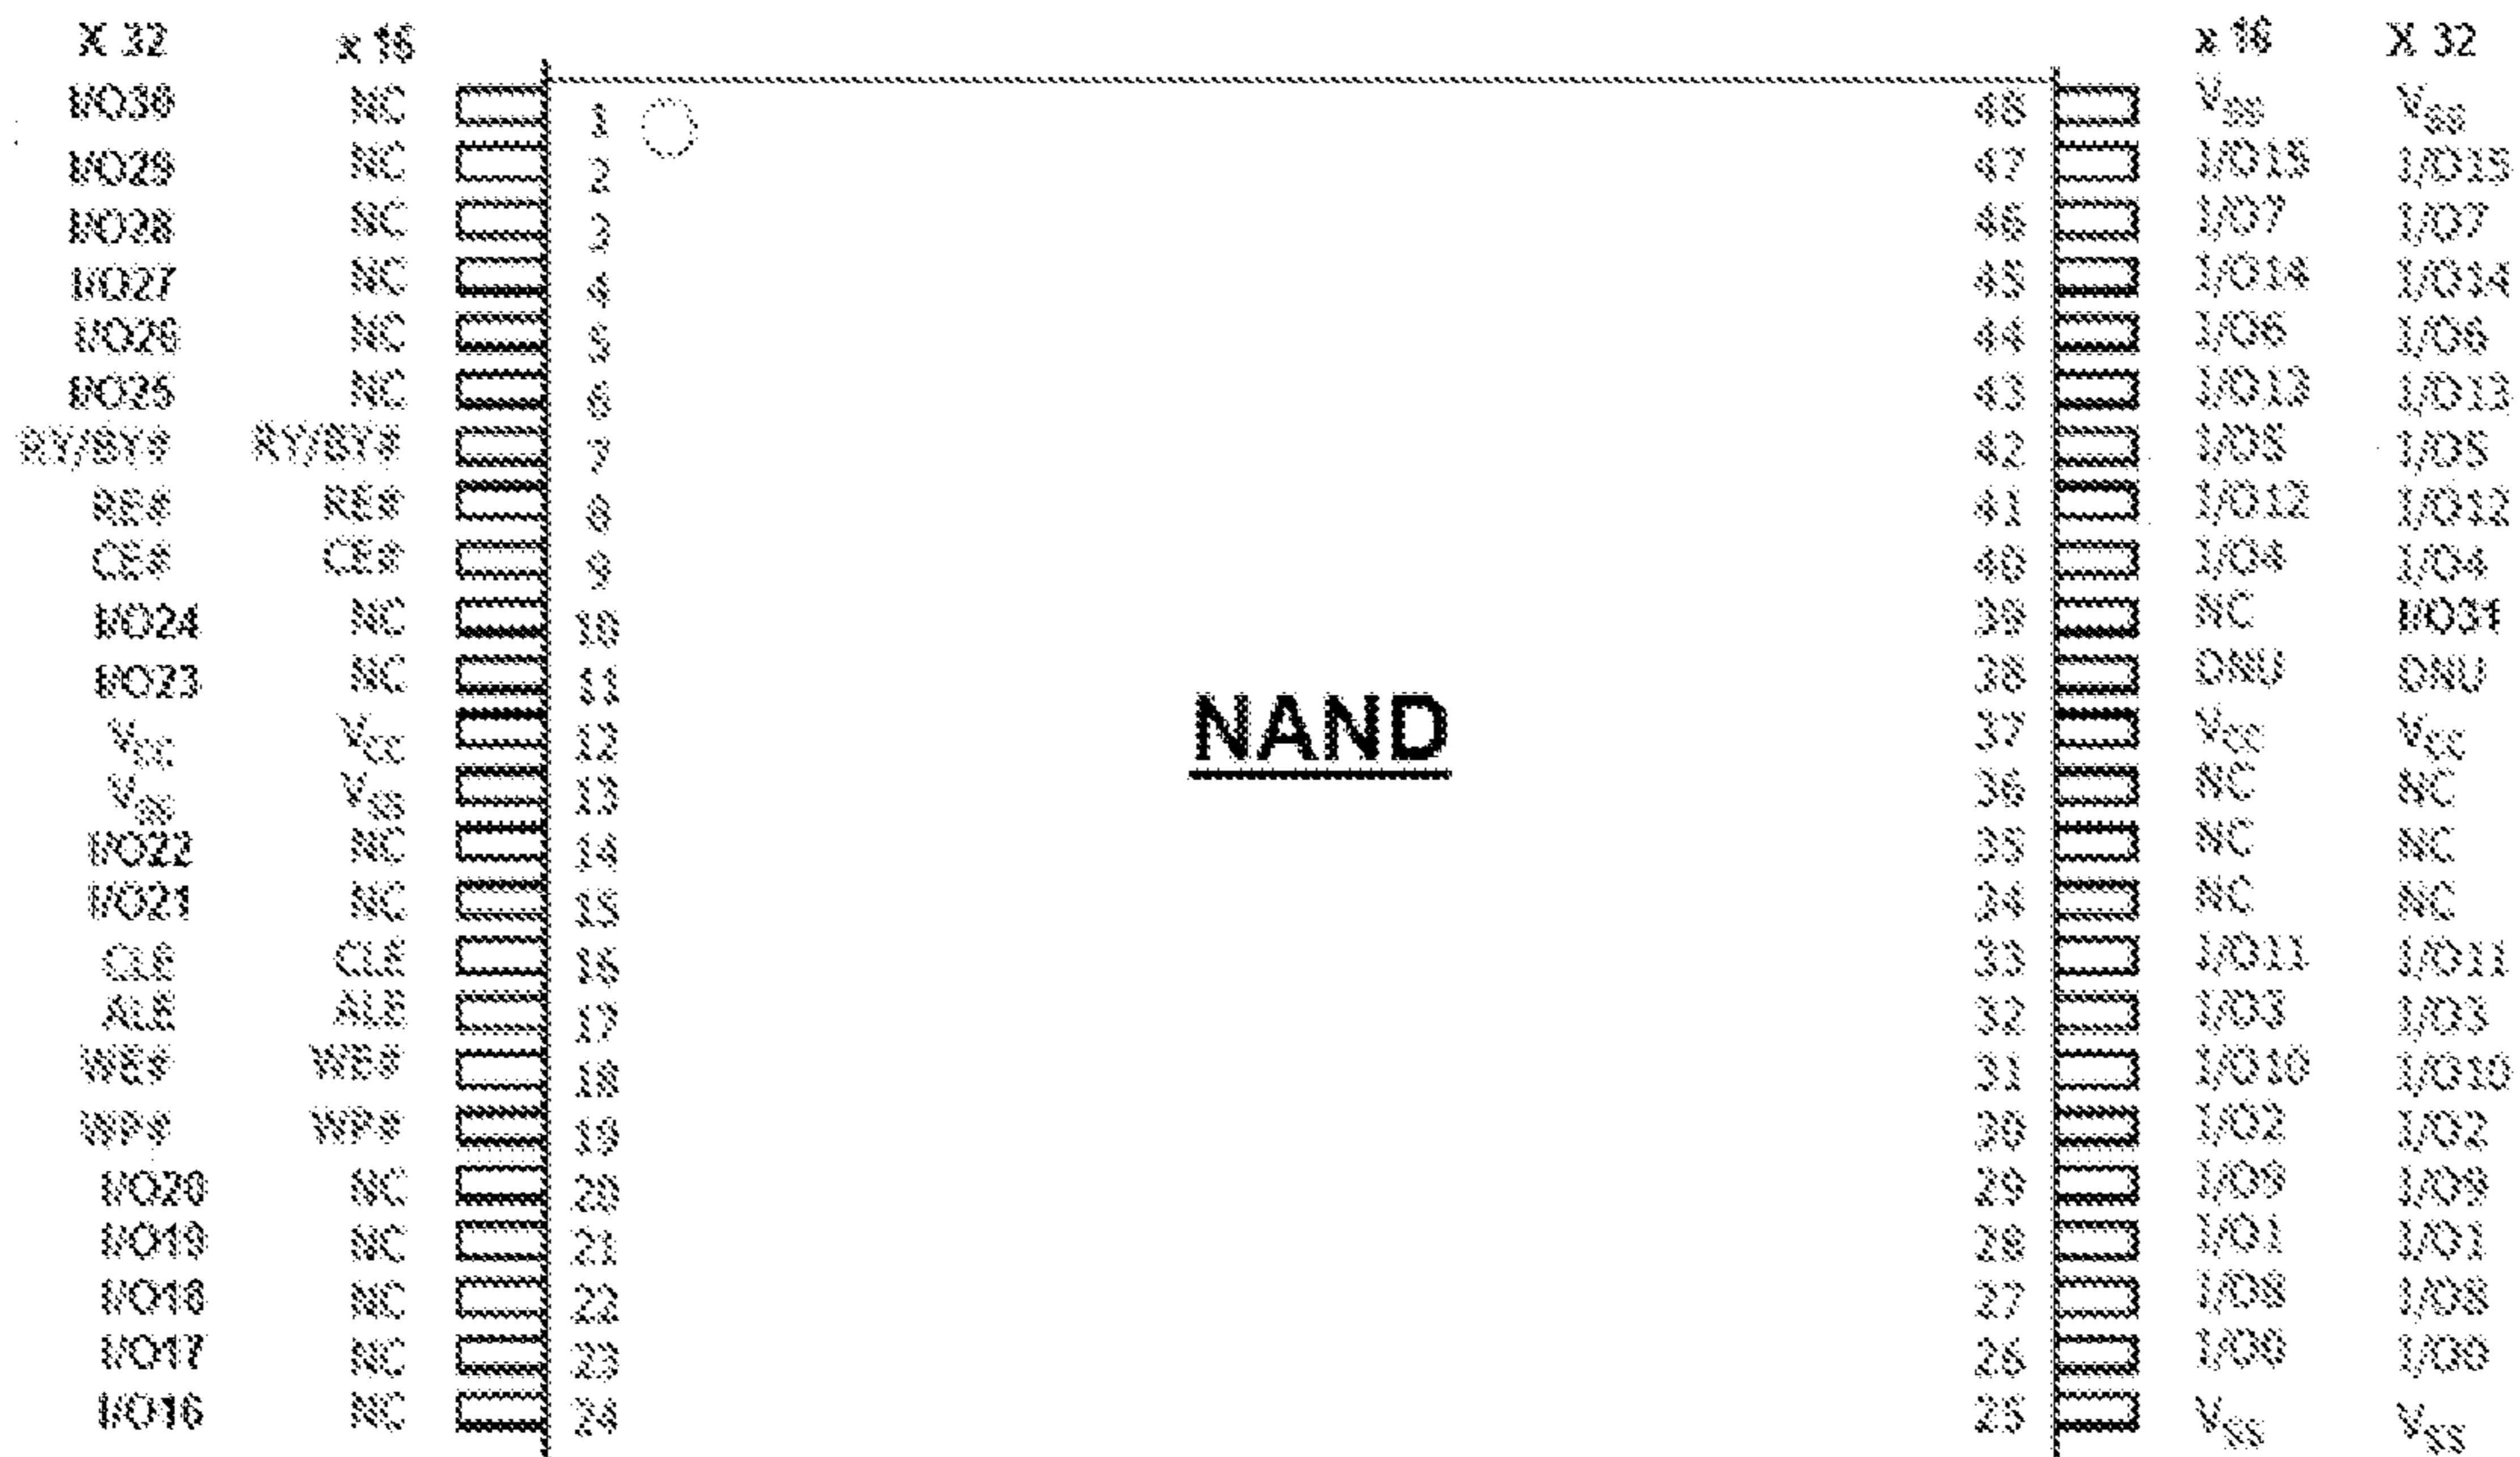 X 32 x 16 x 16 X 32
I/O30 NC 1 48 VSS VSS
I/O29 NC 2 47 I/O15 I/O15
I/O28 NC 3 46 I/O7 I/O7
I/O27 NC 4 45 I/O14 I/O14
I/O26 NC 5 44 I/O6 I/O6
I/O25 NC 6 43 I/O13 I/O13
RY/BY# RY/BY# 7 42 I/O5 I/O5
RE# RE# 8 41 I/O12 I/O12
CE# CE# 9 40 I/O4 I/O4
I/O24 NC 10 39 NC I/O31
I/O23 NC 11 38 DNU DNU
VCC VCC 12 37 VCC VCC
NAND
VSS VSS 13 36 NC NC
I/O22 NC 14 35 NC NC
I/O21 NC 15 34 NC NC
CLE CLE 16 33 I/O11 I/O11
ALE ALE 17 32 I/O3 I/O3
WE# WE# 18 31 I/O10 I/O10
WP# WP# 19 30 I/O2 I/O2
I/O20 NC 20 29 I/O9 I/O9
I/O19 NC 21 28 I/O1 I/O1
I/O18 NC 22 27 I/O8 I/O8
I/O17 NC 23 26 I/O0 I/O0
I/O16 NC 24 25 VSS VSS